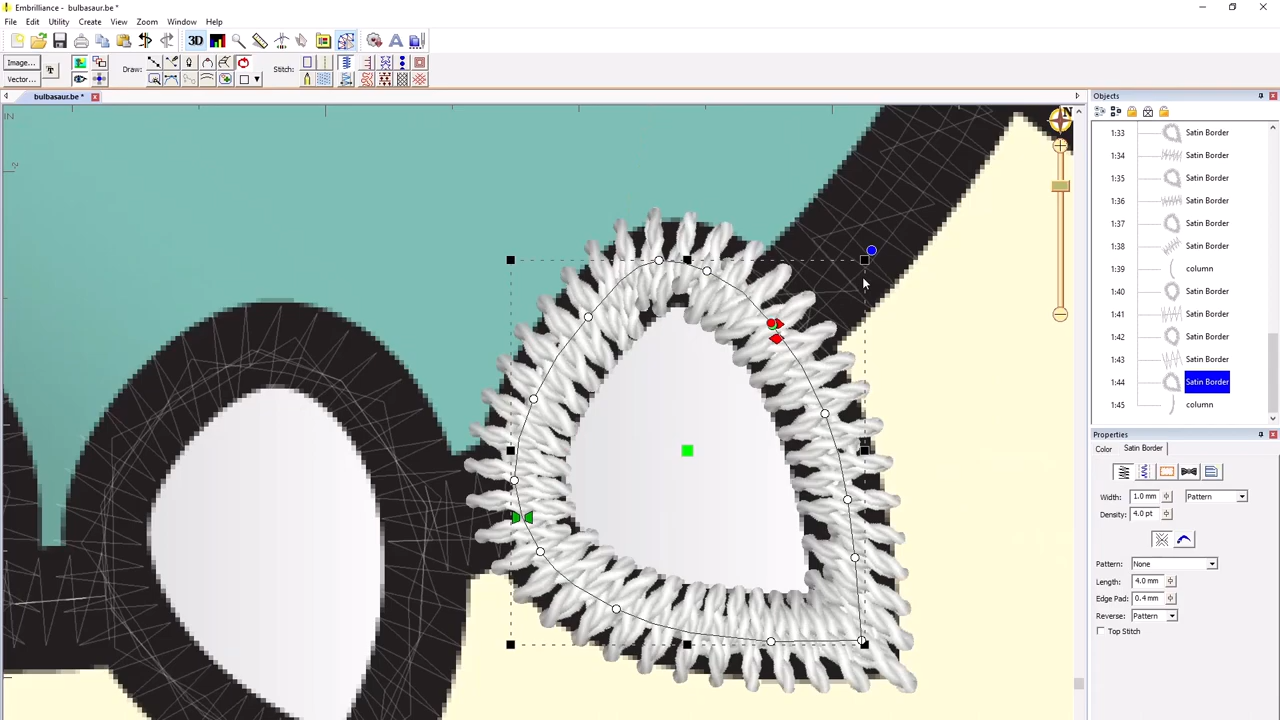 Embrilliance - bulbasaur.be *
File Edit Utility Create View Zoom Window Help
3D A
Image... Draw: Stitch:
Vector... T
bulbasaur.be *
N
Objects
1:33 Satin Border
1:34 Satin Border
1:35 Satin Border
1:36 Satin Border
1:37 Satin Border
1:38 Satin Border
1:39 column
1:40 Satin Border
1:41 Satin Border
1:42 Satin Border
1:43 Satin Border
1:44 Satin Border
1:45 column
Properties
Color Satin Border
Width: 1.0 mm Pattern
Density: 4.0 pt
Pattern: None
Length: 4.0 mm
Edge Pad: 0.4 mm
Reverse: Pattern
Top Stitch